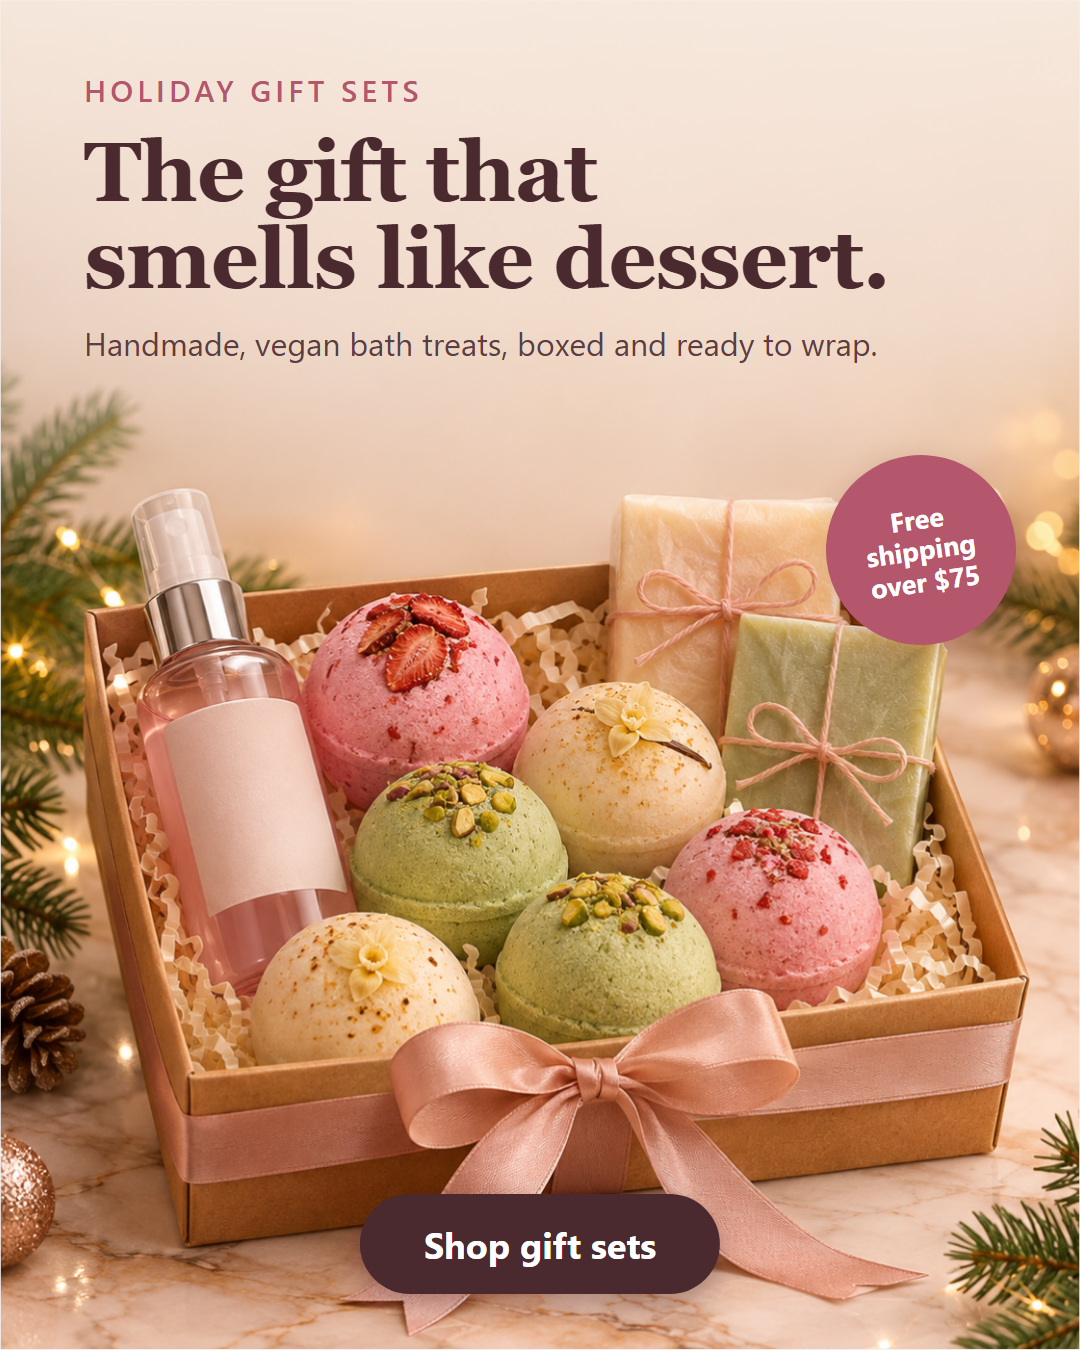 HOLIDAY GIFT SETS
The gift that
smells like dessert.
Handmade, vegan bath treats, boxed and ready to wrap.
Free
shipping
over $75
Shop gift sets